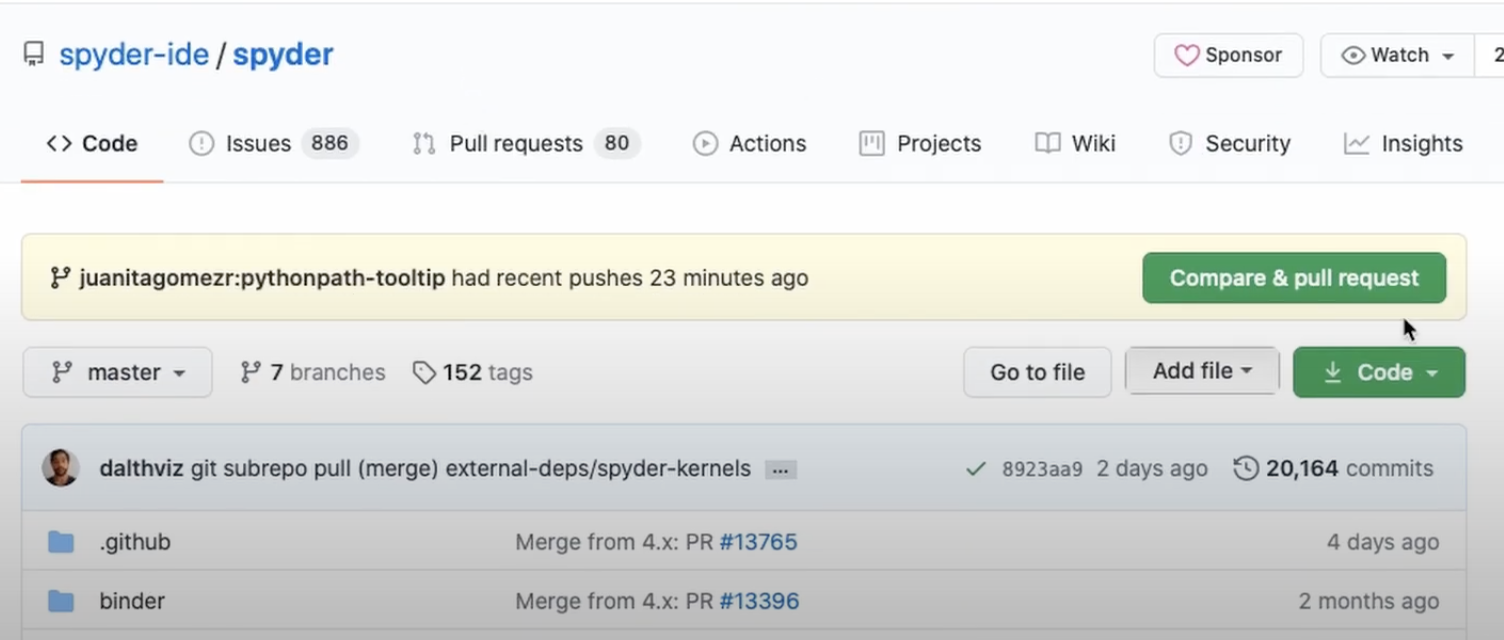 spyder-ide / spyder Sponsor Watch 2
Code Issues 886 Pull requests 80 Actions Projects Wiki Security Insights
juanitagomezr:pythonpath-tooltip had recent pushes 23 minutes ago Compare & pull request
master 7 branches 152 tags Go to file Add file Code
dalthviz git subrepo pull (merge) external-deps/spyder-kernels ... 8923aa9 2 days ago 20,164 commits
.github Merge from 4.x: PR #13765 4 days ago
binder Merge from 4.x: PR #13396 2 months ago